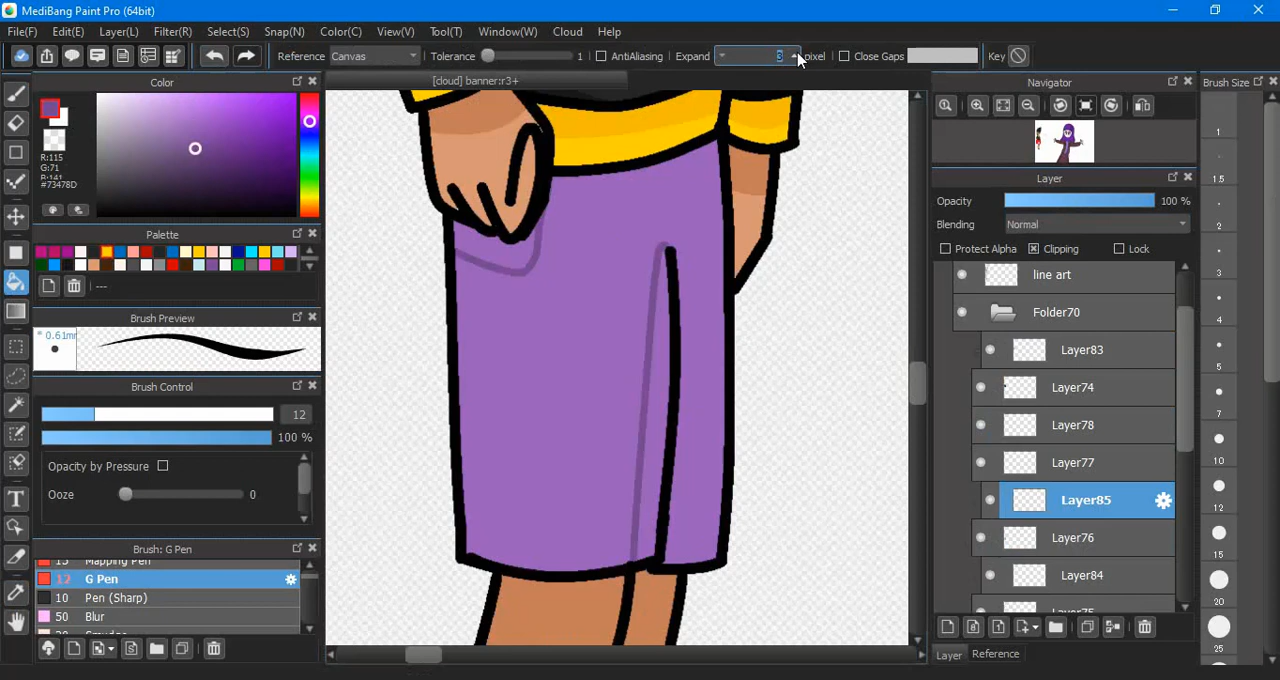 MediBang Paint Pro (64bit)
File(F) Edit(E) Layer(L) Filter(R) Select(S) Snap(N) Color(C) View(V) Tool(T) Window(W) Cloud Help
Reference Canvas Tolerance 1 AntiAliasing Expand 3 pixel Close Gaps Key
Color
[cloud] banner:r3+
Navigator
Brush Size
R:115
G:71
B:141
#73478D
Palette
---
Brush Preview
* 0.61mm
Brush Control
12
100 %
Opacity by Pressure
Ooze 0
Brush: G Pen
15 Mapping Pen
12 G Pen
10 Pen (Sharp)
50 Blur
Layer
Opacity 100 %
Blending Normal
Protect Alpha Clipping Lock
line art
Folder70
Layer83
Layer74
Layer78
Layer77
Layer85
Layer76
Layer84
Layer Reference
1
1.5
2
3
4
5
7
10
12
15
20
25